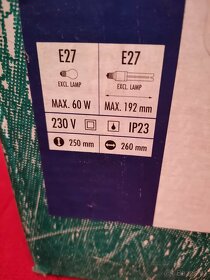 E27 E27
EXCL. LAMP EXCL. LAMP
MAX. 60 W MAX. 192 mm
230 V IP23
250 mm 260 mm